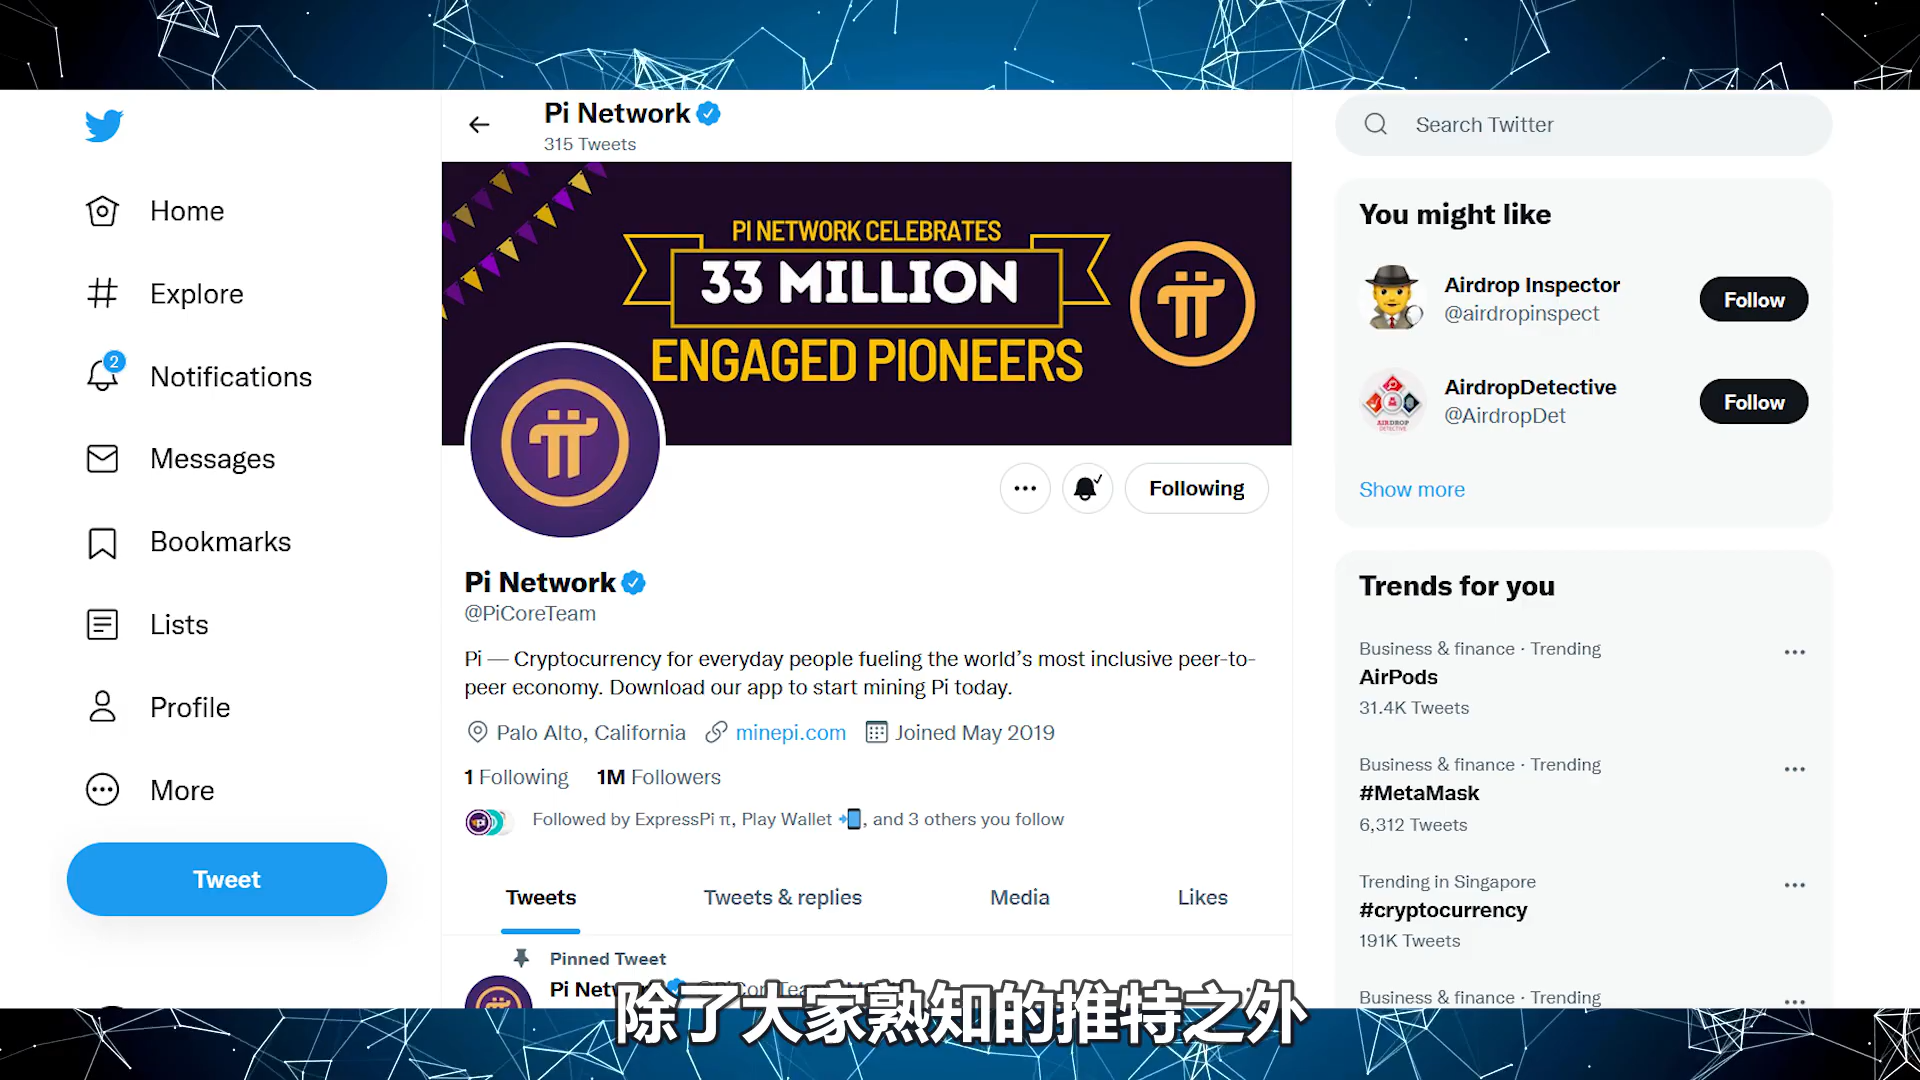 Home
Explore
2
Notifications
Messages
Bookmarks
Lists
Profile
More
Tweet
Pi Network
315 Tweets
PI NETWORK CELEBRATES
33 MILLION
ENGAGED PIONEERS
Following
Pi Network
@PiCoreTeam
Pi — Cryptocurrency for everyday people fueling the world’s most inclusive peer-to-
peer economy. Download our app to start mining Pi today.
Palo Alto, California minepi.com Joined May 2019
1 Following 1M Followers
Followed by ExpressPi π, Play Wallet 📲, and 3 others you follow
Tweets Tweets & replies Media Likes
Pinned Tweet
Search Twitter
You might like
Airdrop Inspector
@airdropinspect
Follow
AirdropDetective
@AirdropDet
Follow
Show more
Trends for you
Business & finance · Trending
AirPods
31.4K Tweets
Business & finance · Trending
#MetaMask
6,312 Tweets
Trending in Singapore
#cryptocurrency
191K Tweets
Business & finance · Trending
除了大家熟知的推特之外